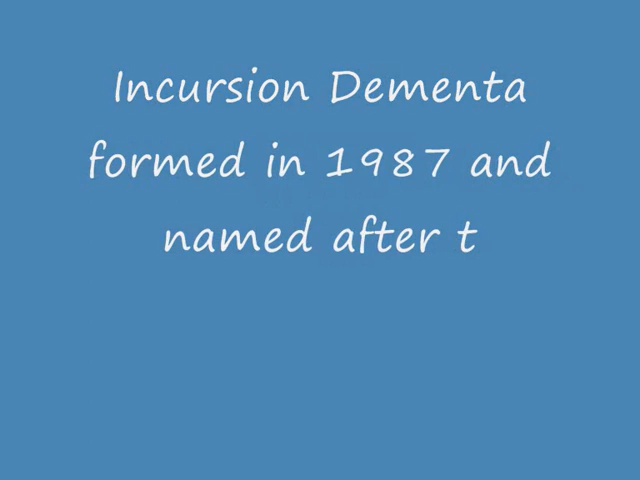 Incursion Dementa
formed in 1987 and
named after t